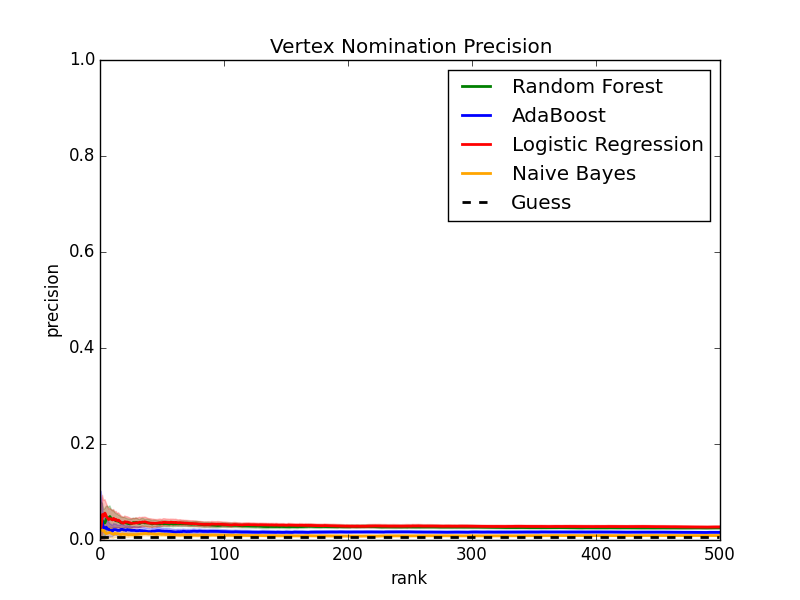 Vertex Nomination Precision
1.0
0.8
0.6
0.4
0.2
0.0
precision
Random Forest
AdaBoost
Logistic Regression
Naive Bayes
Guess
0 100 200 300 400 500
rank